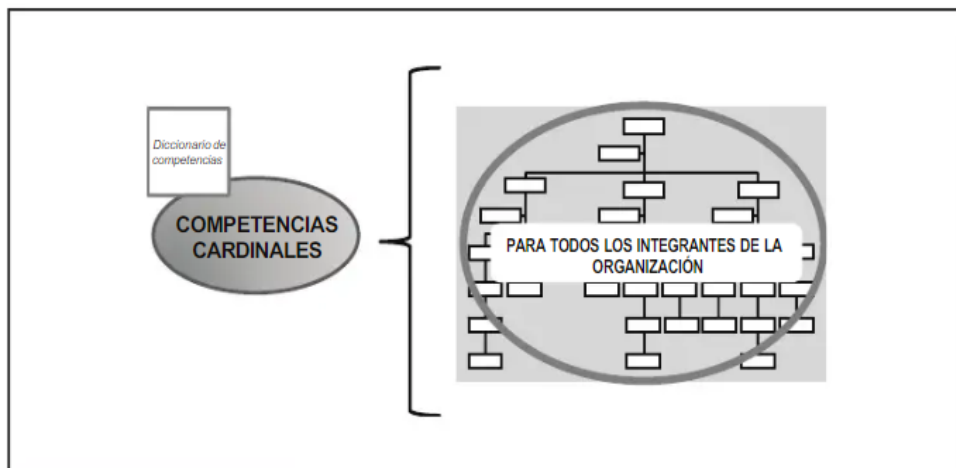 Diccionario de
competencias
COMPETENCIAS
CARDINALES
PARA TODOS LOS INTEGRANTES DE LA
ORGANIZACIÓN